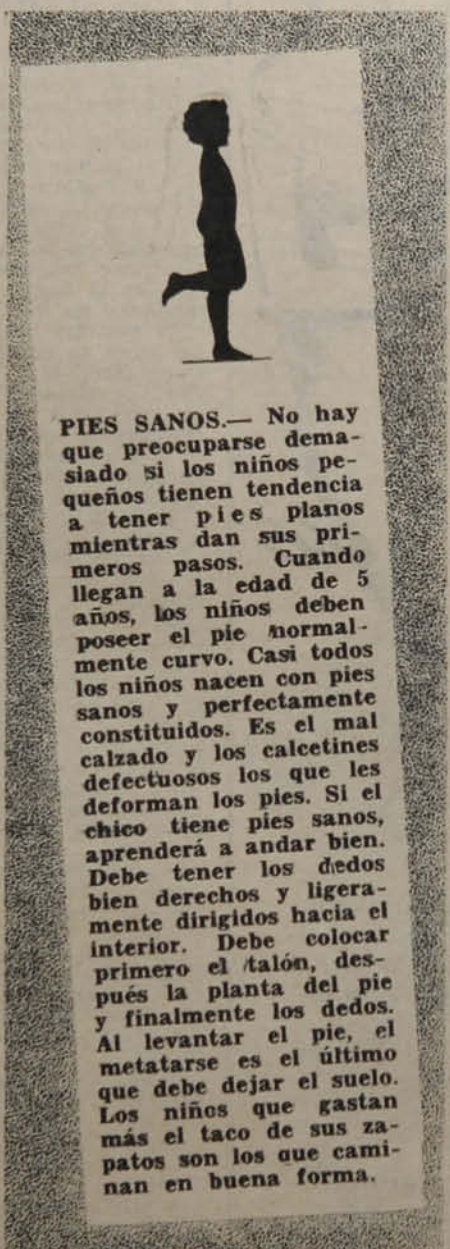 PIES SANOS.— No hay
que preocuparse dema-
siado si los niños pe-
queños tienen tendencia
a tener pies planos
mientras dan sus pri-
meros pasos. Cuando
llegan a la edad de 5
años, los niños deben
poseer el pie normal-
mente curvo. Casi todos
los niños nacen con pies
sanos y perfectamente
constituidos. Es el mal
calzado y los calcetines
defectuosos los que les
deforman los pies. Si el
chico tiene pies sanos,
aprenderá a andar bien.
Debe tener los dedos
bien derechos y ligera-
mente dirigidos hacia el
interior. Debe colocar
primero el talón, des-
pués la planta del pie
y finalmente los dedos.
Al levantar el pie, el
metatarse es el último
que debe dejar el suelo.
Los niños que gastan
más el taco de sus za-
patos son los que cami-
nan en buena forma.